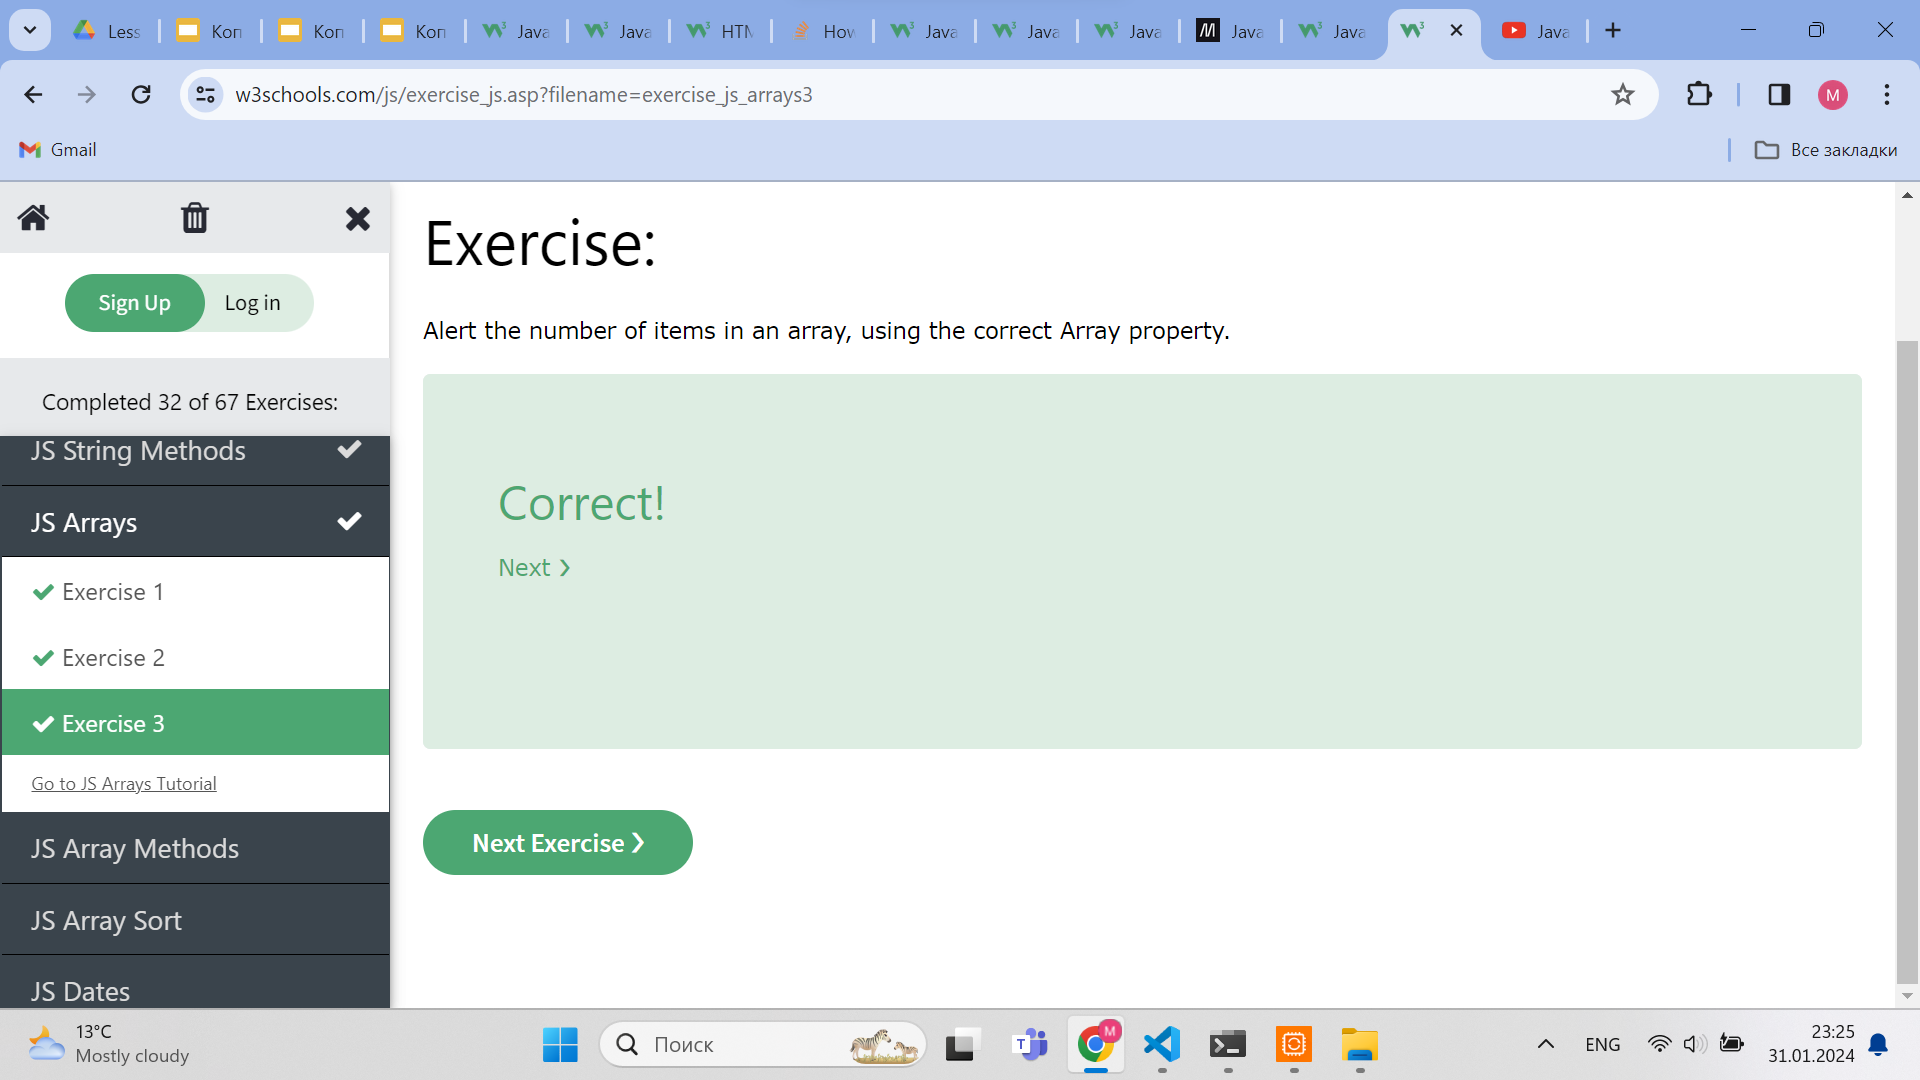 Less
Коп
Коп
Коп
Java
Java
HTM
How
Java
Java
Java
Java
Java
Java
w3schools.com/js/exercise_js.asp?filename=exercise_js_arrays3
M
Gmail
Все закладки
Sign Up
Log in
Completed 32 of 67 Exercises:
JS String Methods
JS Arrays
Exercise 1
Exercise 2
Exercise 3
Go to JS Arrays Tutorial
JS Array Methods
JS Array Sort
JS Dates
Exercise:
Alert the number of items in an array, using the correct Array property.
Correct!
Next ❯
Next Exercise ❯
13°C
Mostly cloudy
Поиск
M
ENG
23:25
31.01.2024